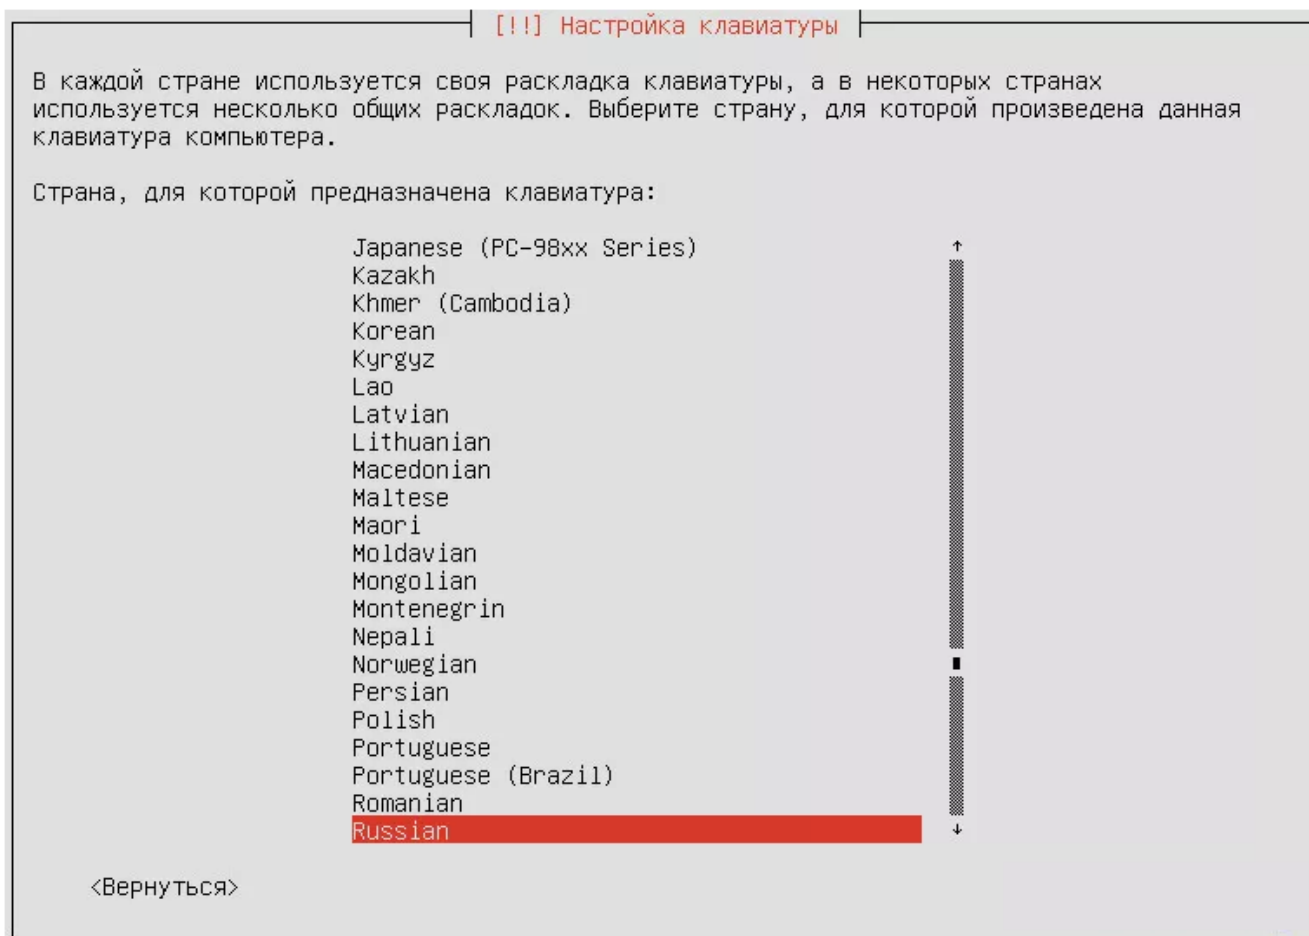 [!!] Настройка клавиатуры
В каждой стране используется своя раскладка клавиатуры, а в некоторых странах
используется несколько общих раскладок. Выберите страну, для которой произведена данная
клавиатура компьютера.
Страна, для которой предназначена клавиатура:
Japanese (PC-98xx Series)
Kazakh
Khmer (Cambodia)
Korean
Kyrgyz
Lao
Latvian
Lithuanian
Macedonian
Maltese
Maori
Moldavian
Mongolian
Montenegrin
Nepali
Norwegian
Persian
Polish
Portuguese
Portuguese (Brazil)
Romanian
Russian
<Вернуться>